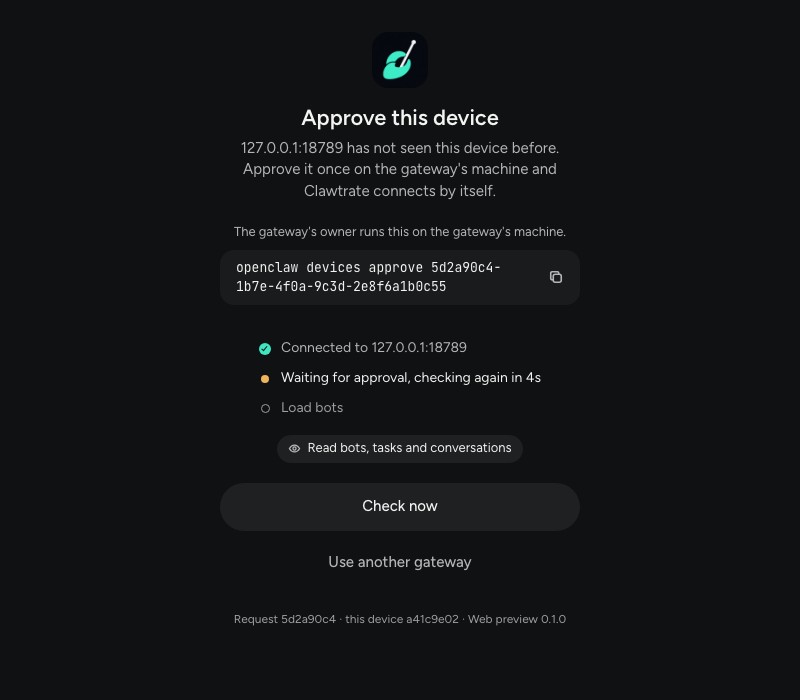 Approve this device
127.0.0.1:18789 has not seen this device before.
Approve it once on the gateway's machine and
Clawtrate connects by itself.
The gateway's owner runs this on the gateway's machine.
openclaw devices approve 5d2a90c4-
1b7e-4f0a-9c3d-2e8f6a1b0c55
Connected to 127.0.0.1:18789
Waiting for approval, checking again in 4s
Load bots
Read bots, tasks and conversations
Check now
Use another gateway
Request 5d2a90c4 · this device a41c9e02 · Web preview 0.1.0